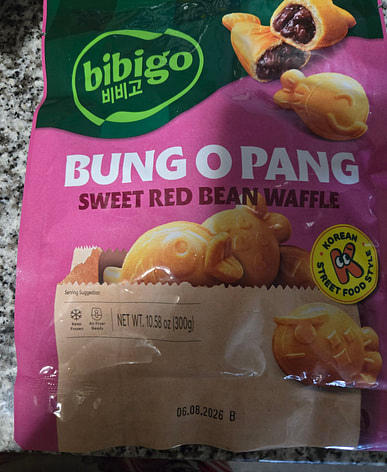 bibigo
비비고
BUNG O PANG
SWEET RED BEAN WAFFLE
KOREAN
K
STREET FOOD STYLE
Serving Suggestion
Keep Frozen
Air Fryer Ready
NET WT. 10.58 oz (300g)
06.08.2026 B